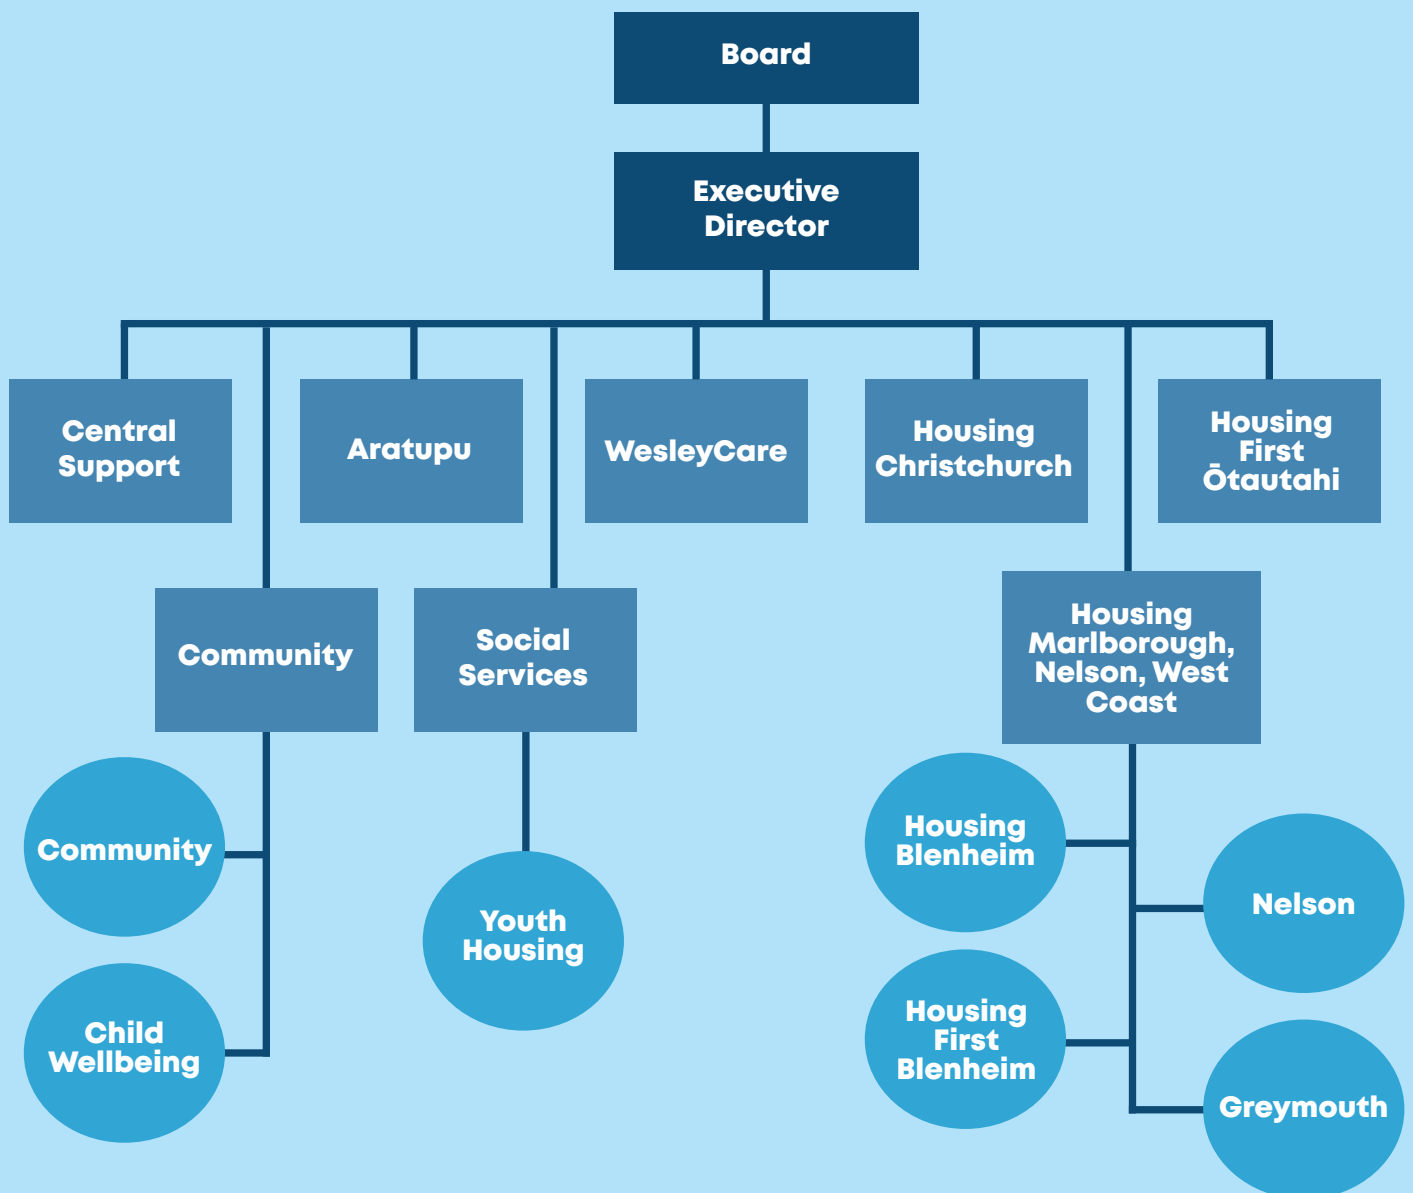 Board
Executive
Director
Central
Support
Aratupu
WesleyCare
Housing
Christchurch
Housing
First
Ōtautahi
Community
Social
Services
Housing
Marlborough,
Nelson, West
Coast
Community
Child
Wellbeing
Youth
Housing
Housing
Blenheim
Housing
First
Blenheim
Nelson
Greymouth